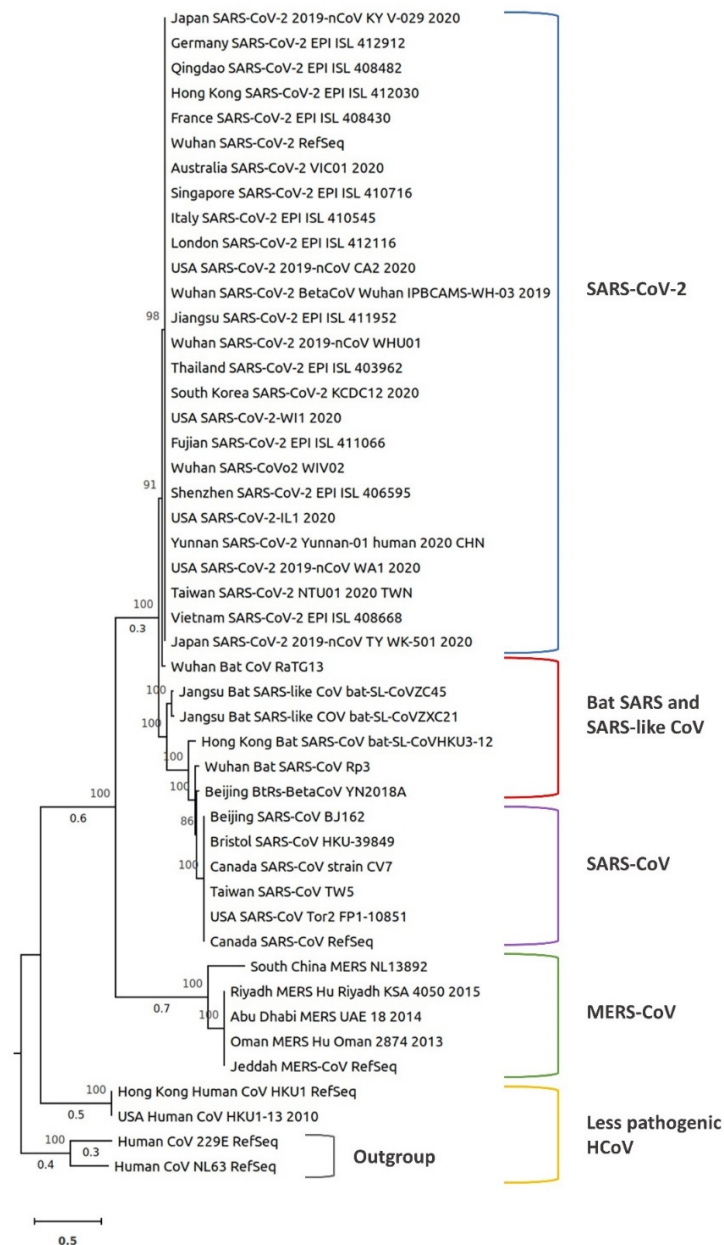 Japan SARS-CoV-2 2019-nCoV KY V-029 2020
Germany SARS-CoV-2 EPI ISL 412912
Qingdao SARS-CoV-2 EPI ISL 408482
Hong Kong SARS-CoV-2 EPI ISL 412030
France SARS-CoV-2 EPI ISL 408430
Wuhan SARS-CoV-2 RefSeq
Australia SARS-CoV-2 VIC01 2020
Singapore SARS-CoV-2 EPI ISL 410716
Italy SARS-CoV-2 EPI ISL 410545
London SARS-CoV-2 EPI ISL 412116
USA SARS-CoV-2 2019-nCoV CA2 2020
Wuhan SARS-CoV-2 BetaCoV Wuhan IPBCAMS-WH-03 2019
SARS-CoV-2
98
Jiangsu SARS-CoV-2 EPI ISL 411952
Wuhan SARS-CoV-2 2019-nCoV WHU01
Thailand SARS-CoV-2 EPI ISL 403962
South Korea SARS-CoV-2 KCDC12 2020
USA SARS-CoV-2-WI1 2020
Fujian SARS-CoV-2 EPI ISL 411066
Wuhan SARS-CoVo2 WIV02
91
Shenzhen SARS-CoV-2 EPI ISL 406595
USA SARS-CoV-2-IL1 2020
Yunnan SARS-CoV-2 Yunnan-01 human 2020 CHN
USA SARS-CoV-2 2019-nCoV WA1 2020
Taiwan SARS-CoV-2 NTU01 2020 TWN
100
Vietnam SARS-CoV-2 EPI ISL 408668
0.3
Japan SARS-CoV-2 2019-nCoV TY WK-501 2020
Wuhan Bat CoV RaTG13
100
Jangsu Bat SARS-like CoV bat-SL-CoVZC45
Bat SARS and
SARS-like CoV
Jangsu Bat SARS-like COV bat-SL-CoVZXC21
100
Hong Kong Bat SARS-CoV bat-SL-CoVHKU3-12
100
Wuhan Bat SARS-CoV Rp3
100
Beijing BtRs-BetaCoV YN2018A
100
0.6
86
Beijing SARS-CoV BJ162
Bristol SARS-CoV HKU-39849
100
Canada SARS-CoV strain CV7
SARS-CoV
Taiwan SARS-CoV TW5
USA SARS-CoV Tor2 FP1-10851
Canada SARS-CoV RefSeq
South China MERS NL13892
100
0.7
Riyadh MERS Hu Riyadh KSA 4050 2015
100
Abu Dhabi MERS UAE 18 2014
MERS-CoV
Oman MERS Hu Oman 2874 2013
Jeddah MERS-CoV RefSeq
100
Hong Kong Human CoV HKU1 RefSeq
0.5
USA Human CoV HKU1-13 2010
Less pathogenic
HCoV
100
Human CoV 229E RefSeq
0.3
0.4
Outgroup
Human CoV NL63 RefSeq
0.5